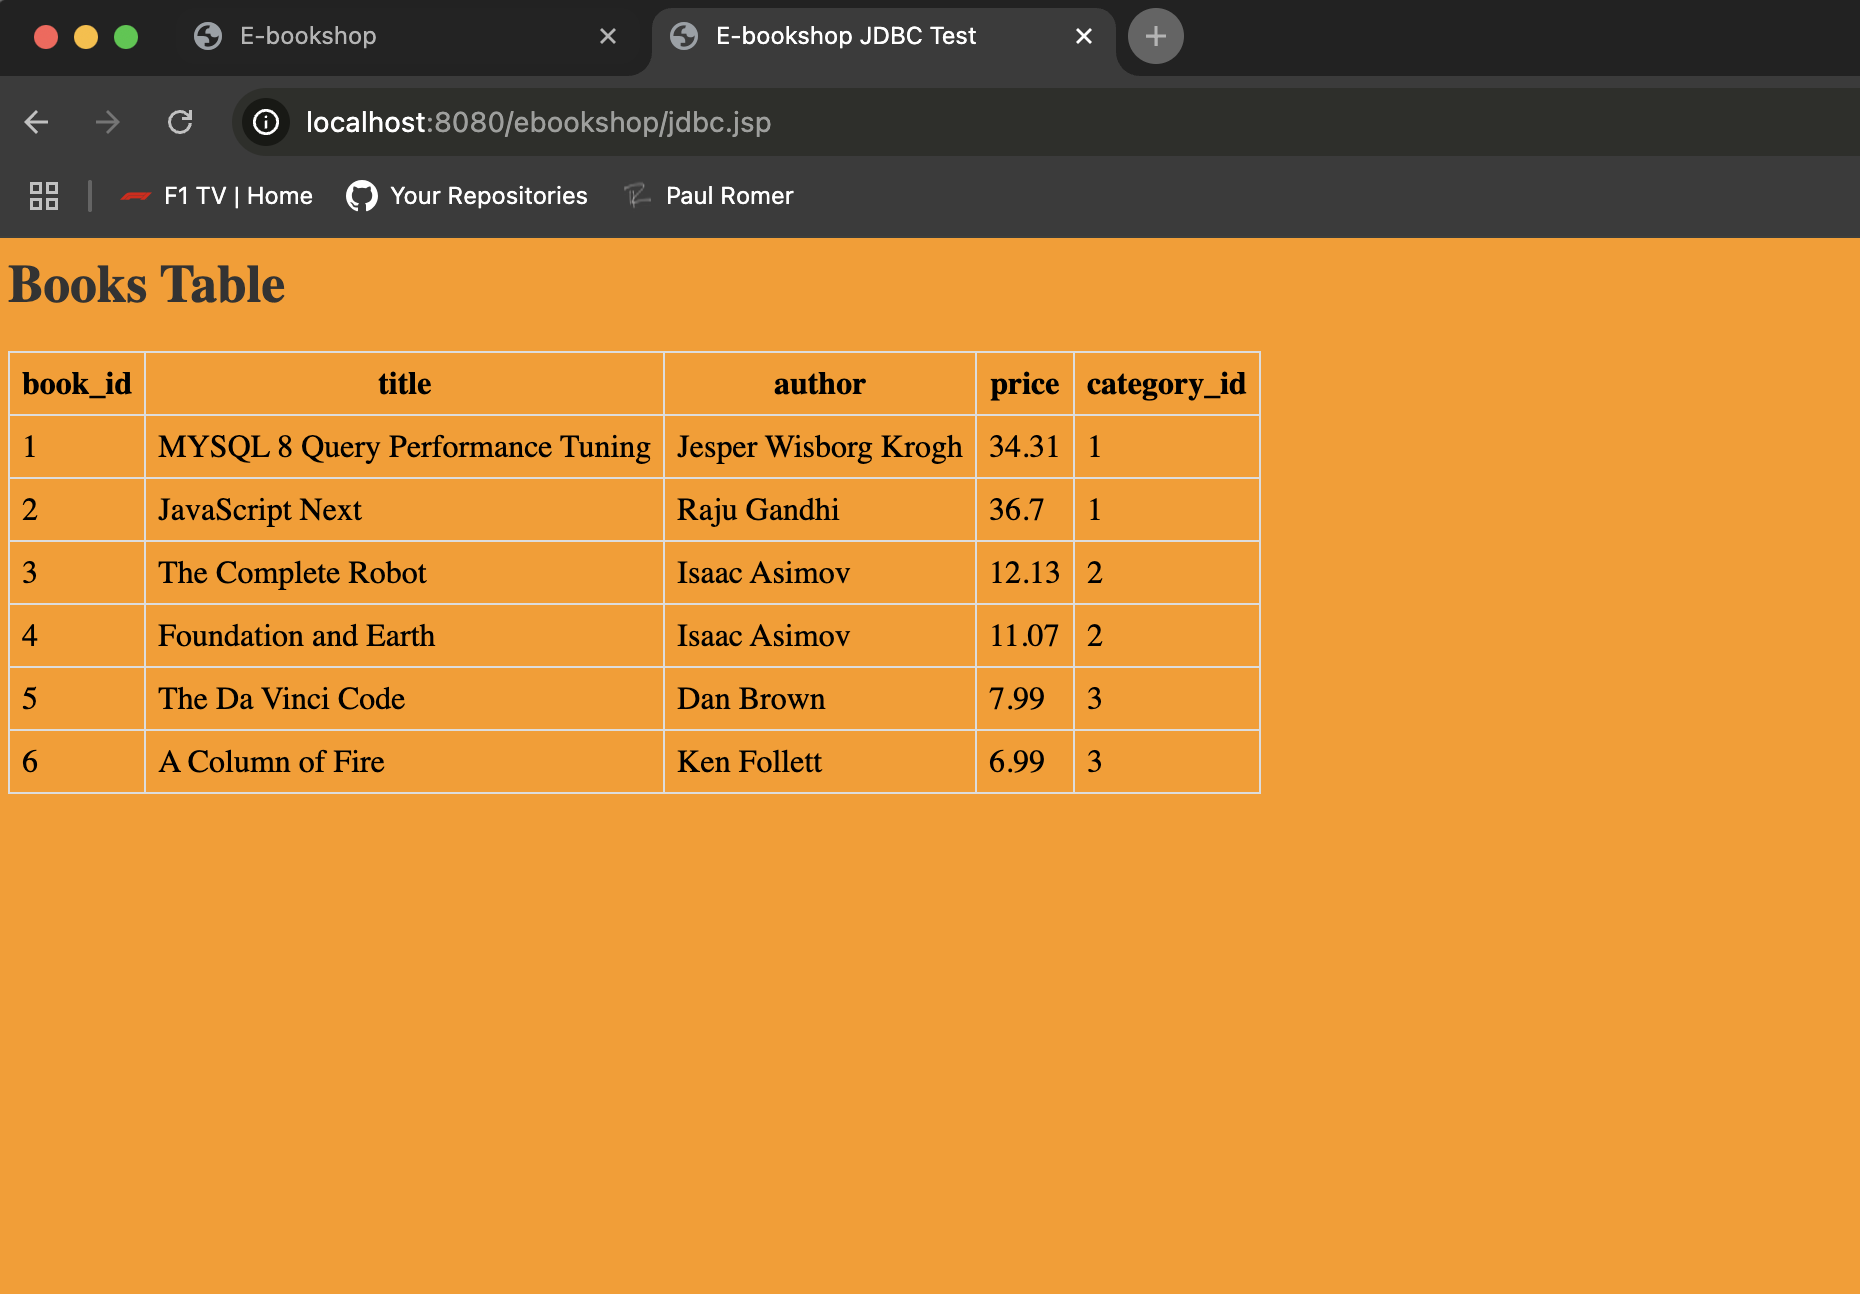 E-bookshop E-bookshop JDBC Test
localhost:8080/ebookshop/jdbc.jsp
F1 TV | Home Your Repositories Paul Romer
Books Table
book_id title author price category_id
1 MYSQL 8 Query Performance Tuning Jesper Wisborg Krogh 34.31 1
2 JavaScript Next Raju Gandhi 36.7 1
3 The Complete Robot Isaac Asimov 12.13 2
4 Foundation and Earth Isaac Asimov 11.07 2
5 The Da Vinci Code Dan Brown 7.99 3
6 A Column of Fire Ken Follett 6.99 3